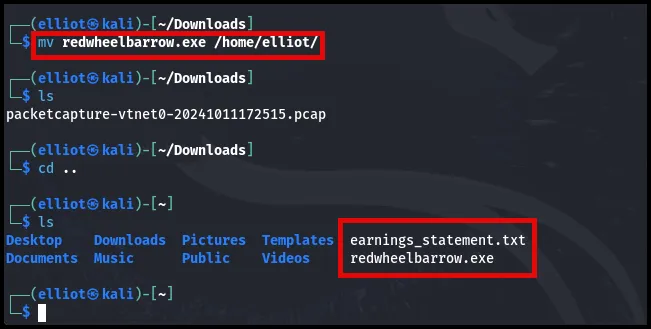 ┌──(elliot㉿kali)-[~/Downloads]
└─$ mv redwheelbarrow.exe /home/elliot/
┌──(elliot㉿kali)-[~/Downloads]
└─$ ls
packetcapture-vtnet0-20241011172515.pcap
┌──(elliot㉿kali)-[~/Downloads]
└─$ cd ..
┌──(elliot㉿kali)-[~]
└─$ ls
Desktop Downloads Pictures Templates earnings_statement.txt
Documents Music Public Videos redwheelbarrow.exe
┌──(elliot㉿kali)-[~]
└─$